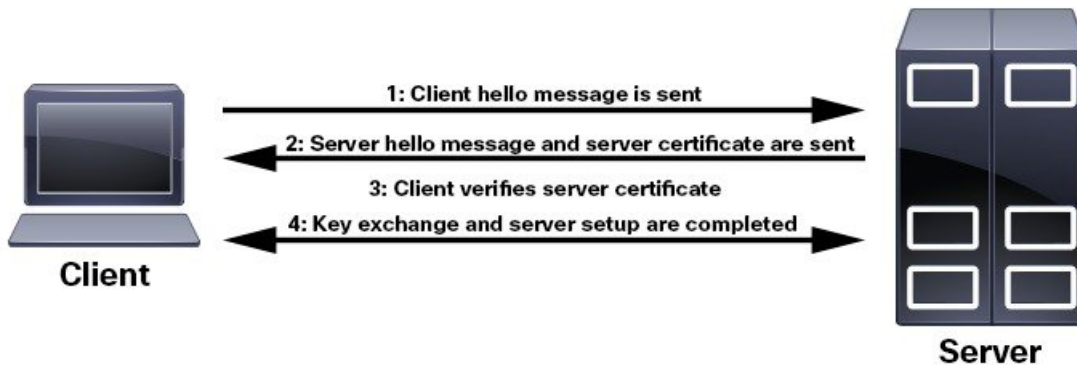 1: Client hello message is sent
2: Server hello message and server certificate are sent
3: Client verifies server certificate
4: Key exchange and server setup are completed
Client
Server